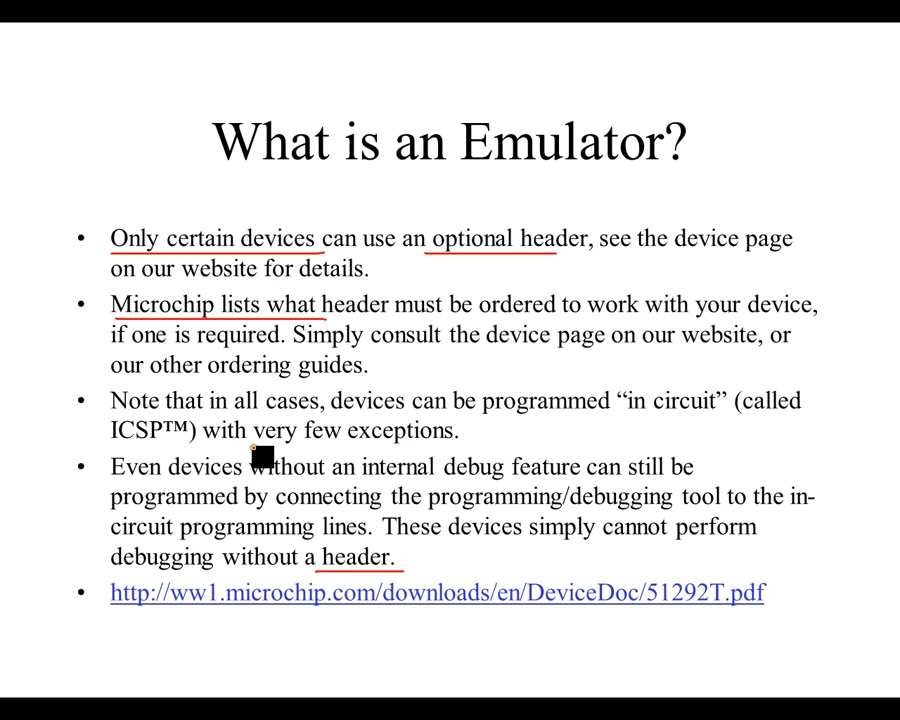 What is an Emulator?
• Only certain devices can use an optional header, see the device page
on our website for details.
• Microchip lists what header must be ordered to work with your device,
if one is required. Simply consult the device page on our website, or
our other ordering guides.
• Note that in all cases, devices can be programmed “in circuit” (called
ICSP™) with very few exceptions.
• Even devices without an internal debug feature can still be
programmed by connecting the programming/debugging tool to the in-
circuit programming lines. These devices simply cannot perform
debugging without a header.
• http://ww1.microchip.com/downloads/en/DeviceDoc/51292T.pdf